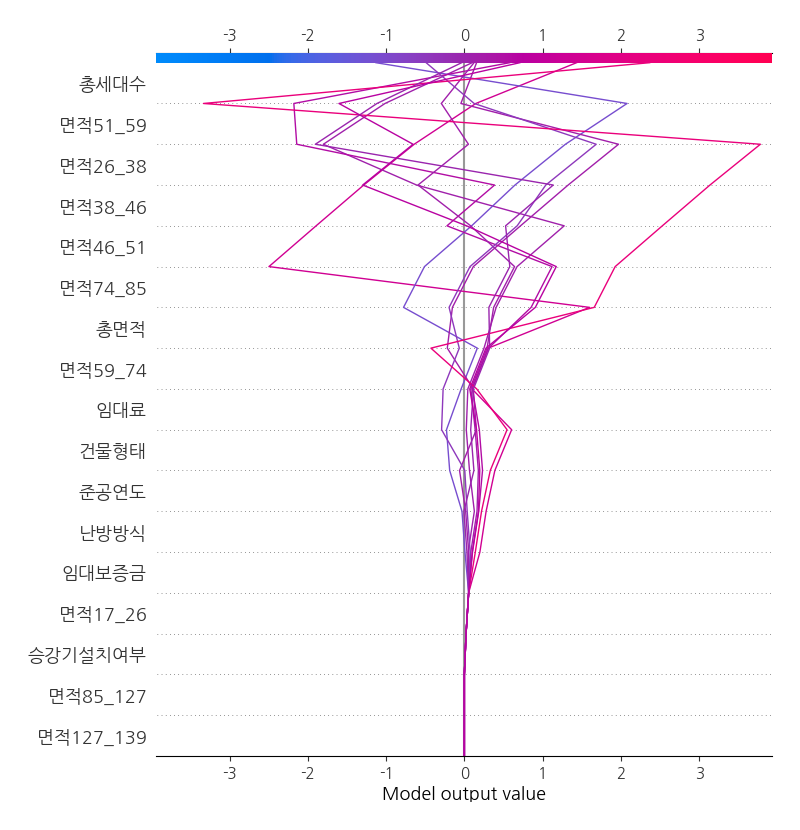 -3 -2 -1 0 1 2 3
총세대수
면적51_59
면적26_38
면적38_46
면적46_51
면적74_85
총면적
면적59_74
임대료
건물형태
준공연도
난방방식
임대보증금
면적17_26
승강기설치여부
면적85_127
면적127_139
-3 -2 -1 0 1 2 3
Model output value